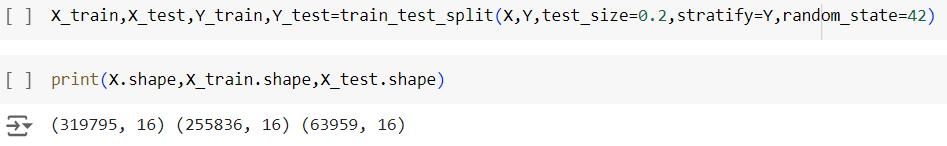 [ ] X_train,X_test,Y_train,Y_test=train_test_split(X,Y,test_size=0.2,stratify=Y,random_state=42)
[ ] print(X.shape,X_train.shape,X_test.shape)
(319795, 16) (255836, 16) (63959, 16)